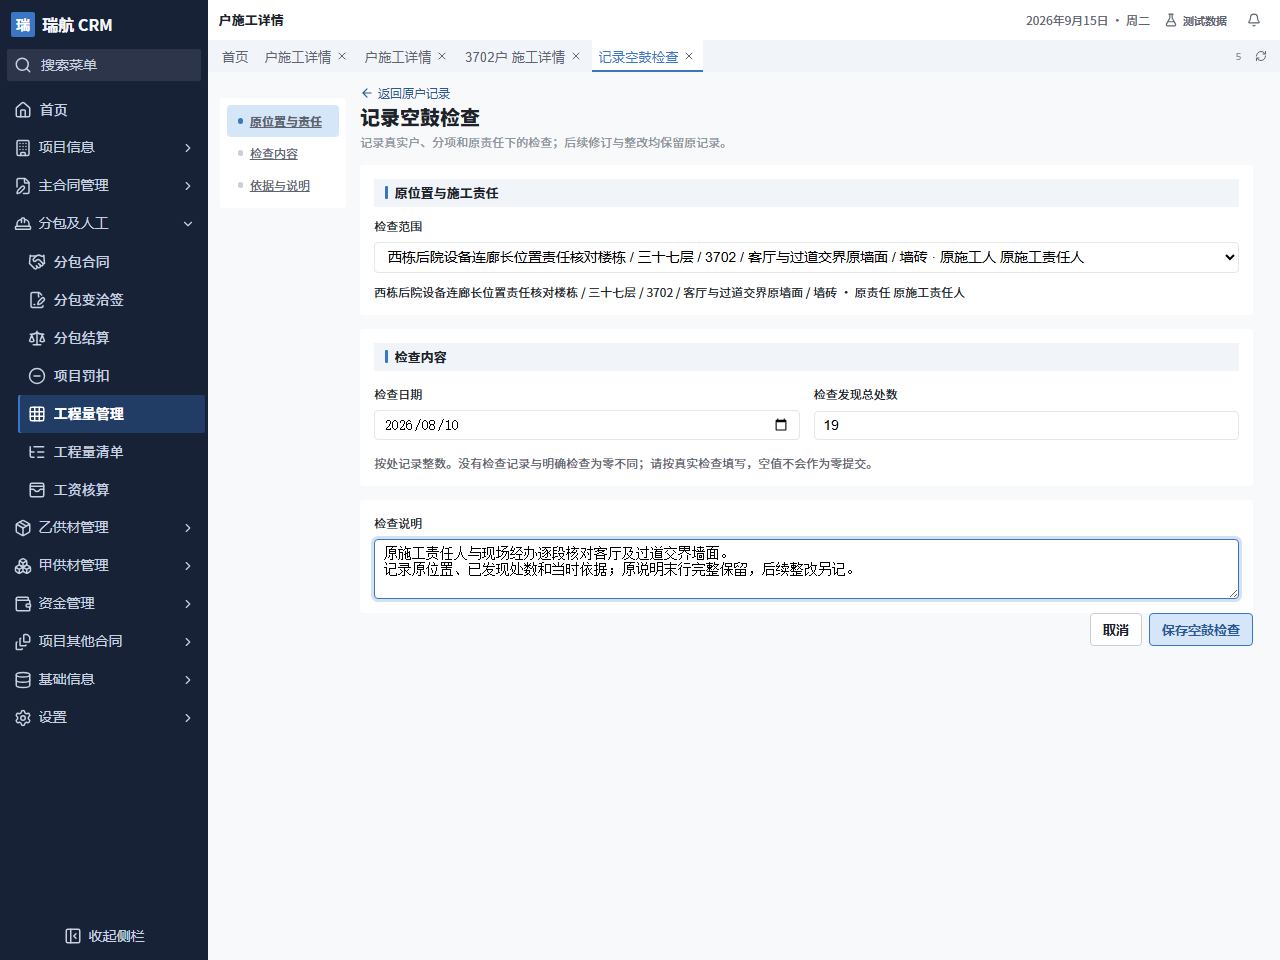 瑞 瑞航 CRM
搜索菜单
首页
项目信息
主合同管理
分包及人工
分包合同
分包变洽签
分包结算
项目罚扣
工程量管理
工程量清单
工资核算
乙供材管理
甲供材管理
资金管理
项目其他合同
基础信息
设置
收起侧栏
户施工详情
2026年9月15日 • 周二 测试数据
首页 户施工详情 × 户施工详情 × 3702户 施工详情 × 记录空鼓检查 × 5
原位置与责任
检查内容
依据与说明
← 返回原户记录
记录空鼓检查
记录真实户、分项和原责任下的检查；后续修订与整改均保留原记录。
原位置与施工责任
检查范围
西栋后院设备连廊长位置责任核对楼栋 / 三十七层 / 3702 / 客厅与过道交界原墙面 / 墙砖 · 原施工人 原施工责任人
西栋后院设备连廊长位置责任核对楼栋 / 三十七层 / 3702 / 客厅与过道交界原墙面 / 墙砖 • 原责任 原施工责任人
检查内容
检查日期
2026/08/10
检查发现总处数
19
按处记录整数。没有检查记录与明确检查为零不同；请按真实检查填写，空值不会作为零提交。
检查说明
原施工责任人与现场经办逐段核对客厅及过道交界墙面。
记录原位置、已发现处数和当时依据；原说明末行完整保留，后续整改另记。
取消 保存空鼓检查